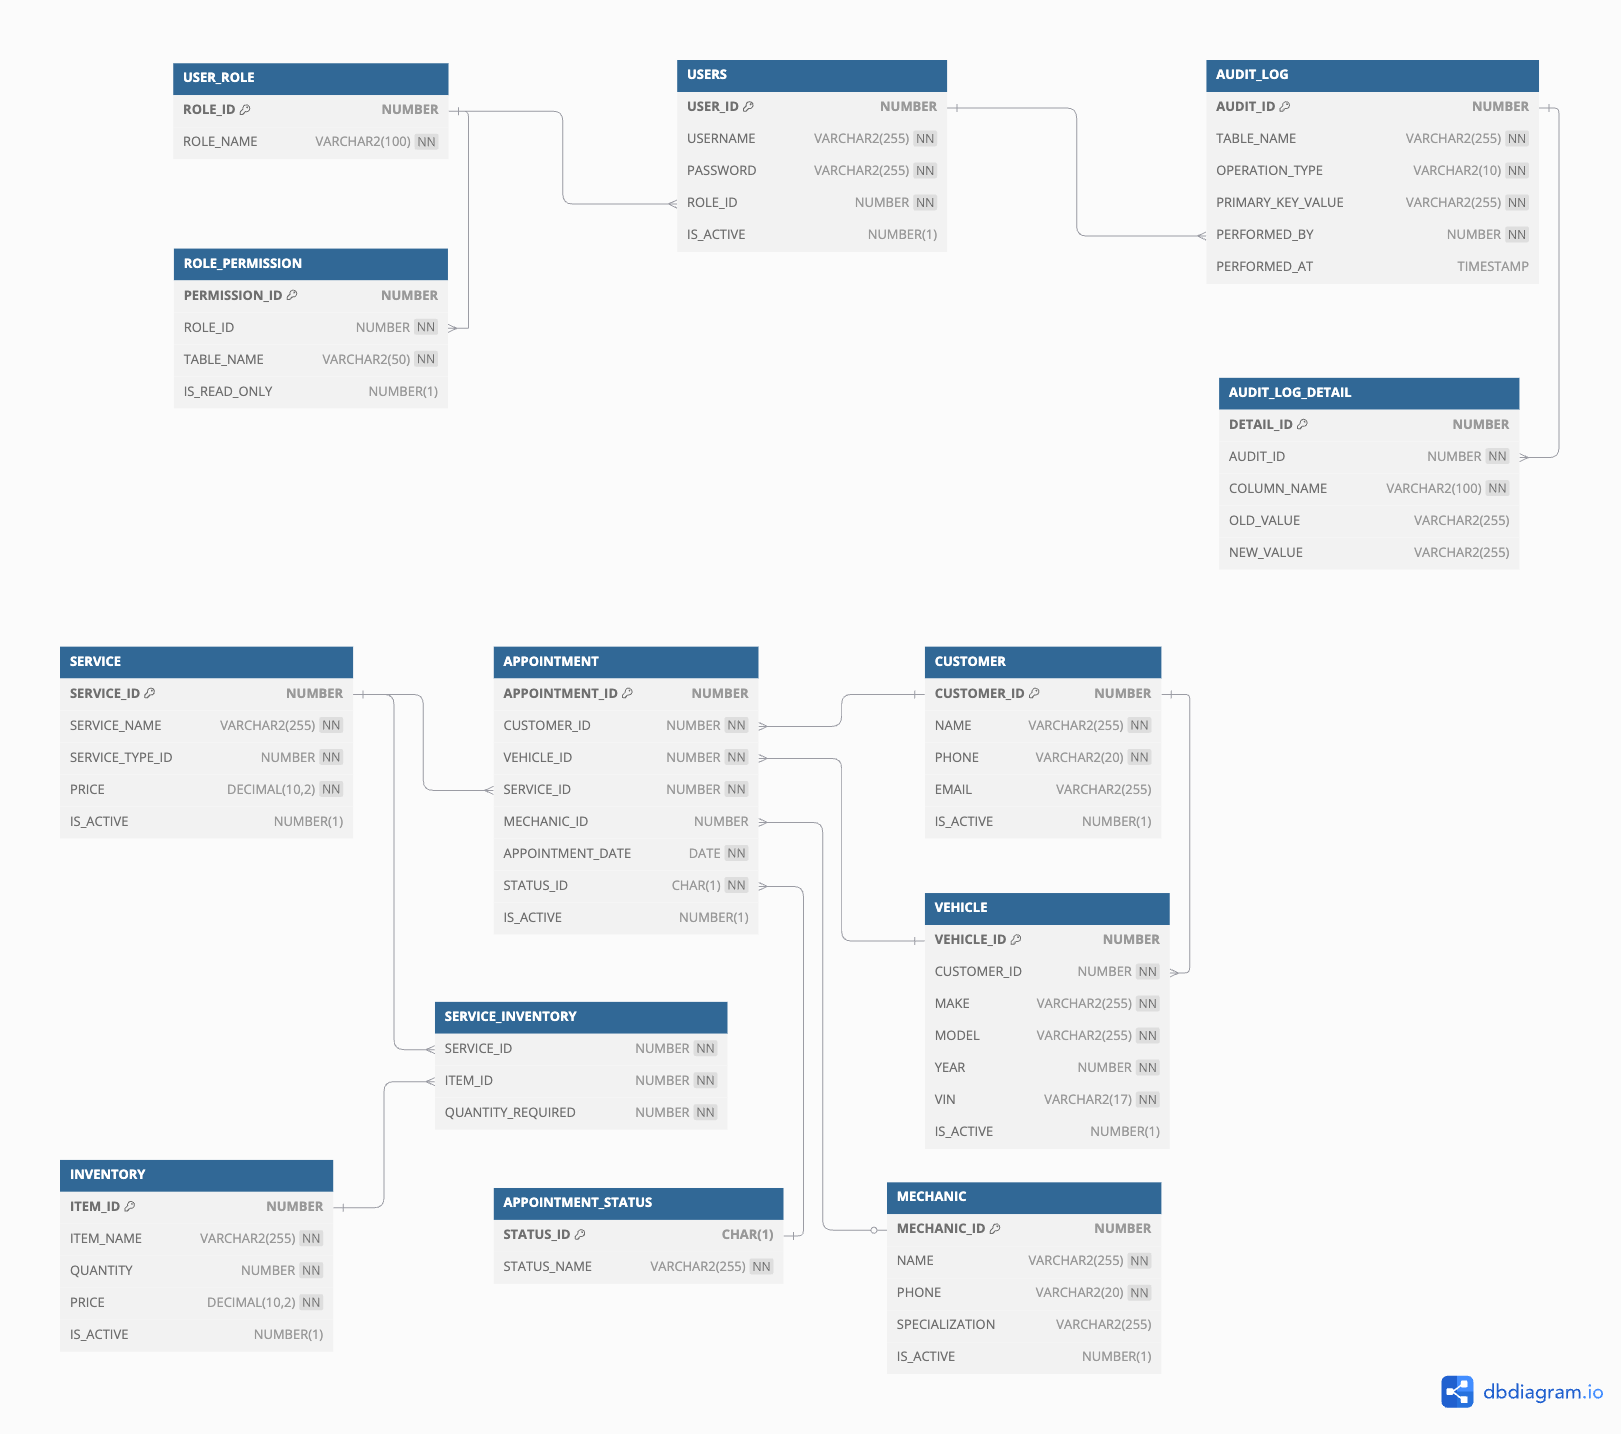 USER_ROLE
ROLE_ID NUMBER
ROLE_NAME VARCHAR2(100) NN
USERS
USER_ID NUMBER
USERNAME VARCHAR2(255) NN
PASSWORD VARCHAR2(255) NN
ROLE_ID NUMBER NN
IS_ACTIVE NUMBER(1)
AUDIT_LOG
AUDIT_ID NUMBER
TABLE_NAME VARCHAR2(255) NN
OPERATION_TYPE VARCHAR2(10) NN
PRIMARY_KEY_VALUE VARCHAR2(255) NN
PERFORMED_BY NUMBER NN
PERFORMED_AT TIMESTAMP
ROLE_PERMISSION
PERMISSION_ID NUMBER
ROLE_ID NUMBER NN
TABLE_NAME VARCHAR2(50) NN
IS_READ_ONLY NUMBER(1)
AUDIT_LOG_DETAIL
DETAIL_ID NUMBER
AUDIT_ID NUMBER NN
COLUMN_NAME VARCHAR2(100) NN
OLD_VALUE VARCHAR2(255)
NEW_VALUE VARCHAR2(255)
SERVICE
SERVICE_ID NUMBER
SERVICE_NAME VARCHAR2(255) NN
SERVICE_TYPE_ID NUMBER NN
PRICE DECIMAL(10,2) NN
IS_ACTIVE NUMBER(1)
APPOINTMENT
APPOINTMENT_ID NUMBER
CUSTOMER_ID NUMBER NN
VEHICLE_ID NUMBER NN
SERVICE_ID NUMBER NN
MECHANIC_ID NUMBER
APPOINTMENT_DATE DATE NN
STATUS_ID CHAR(1) NN
IS_ACTIVE NUMBER(1)
CUSTOMER
CUSTOMER_ID NUMBER
NAME VARCHAR2(255) NN
PHONE VARCHAR2(20) NN
EMAIL VARCHAR2(255)
IS_ACTIVE NUMBER(1)
VEHICLE
VEHICLE_ID NUMBER
CUSTOMER_ID NUMBER NN
MAKE VARCHAR2(255) NN
MODEL VARCHAR2(255) NN
YEAR NUMBER NN
VIN VARCHAR2(17) NN
IS_ACTIVE NUMBER(1)
SERVICE_INVENTORY
SERVICE_ID NUMBER NN
ITEM_ID NUMBER NN
QUANTITY_REQUIRED NUMBER NN
INVENTORY
ITEM_ID NUMBER
ITEM_NAME VARCHAR2(255) NN
QUANTITY NUMBER NN
PRICE DECIMAL(10,2) NN
IS_ACTIVE NUMBER(1)
APPOINTMENT_STATUS
STATUS_ID CHAR(1)
STATUS_NAME VARCHAR2(255) NN
MECHANIC
MECHANIC_ID NUMBER
NAME VARCHAR2(255) NN
PHONE VARCHAR2(20) NN
SPECIALIZATION VARCHAR2(255)
IS_ACTIVE NUMBER(1)
dbdiagram.io